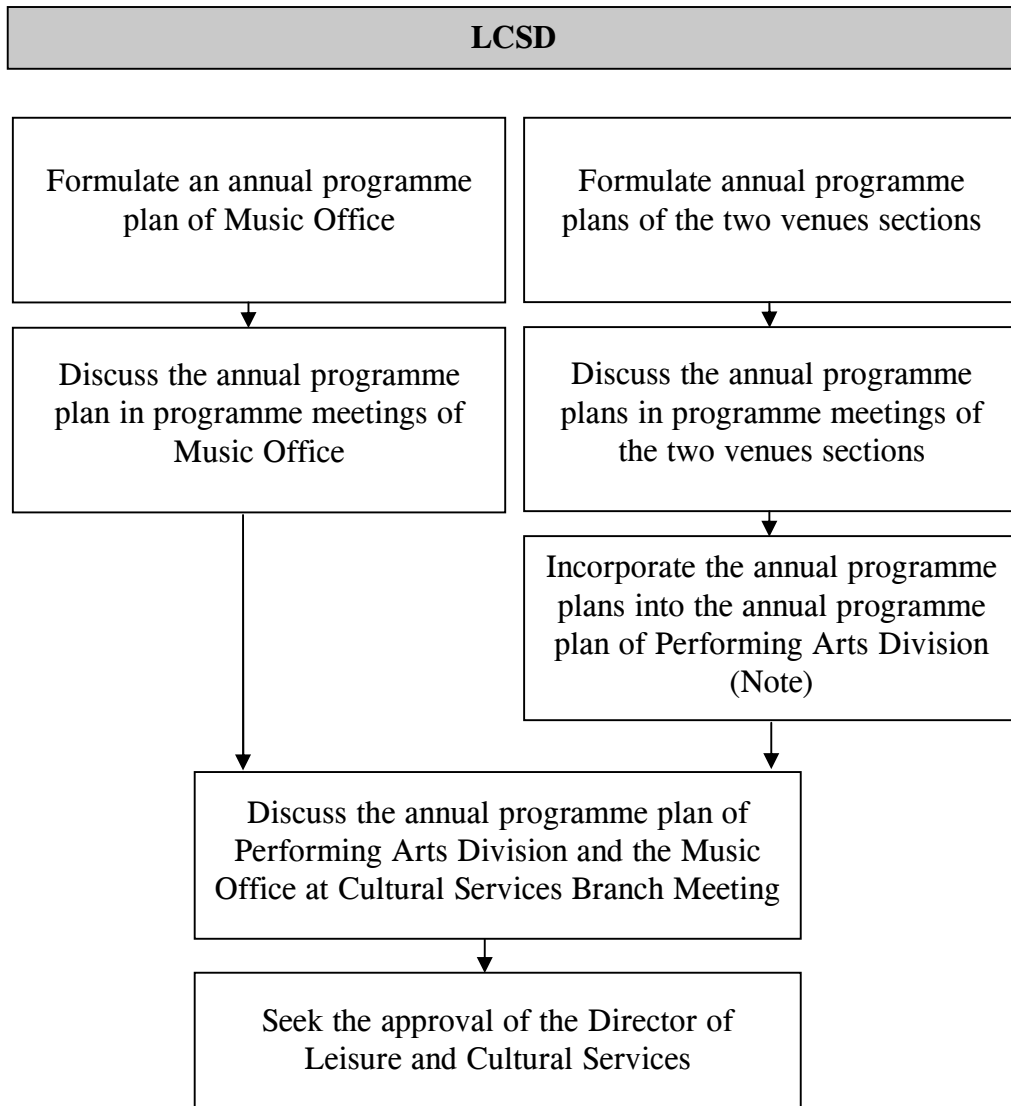 LCSD
Formulate an annual programme
plan of Music Office
Formulate annual programme
plans of the two venues sections
Discuss the annual programme
plan in programme meetings of
Music Office
Discuss the annual programme
plans in programme meetings of
the two venues sections
Incorporate the annual programme
plans into the annual programme
plan of Performing Arts Division
(Note)
Discuss the annual programme plan of
Performing Arts Division and the Music
Office at Cultural Services Branch Meeting
Seek the approval of the Director of
Leisure and Cultural Services